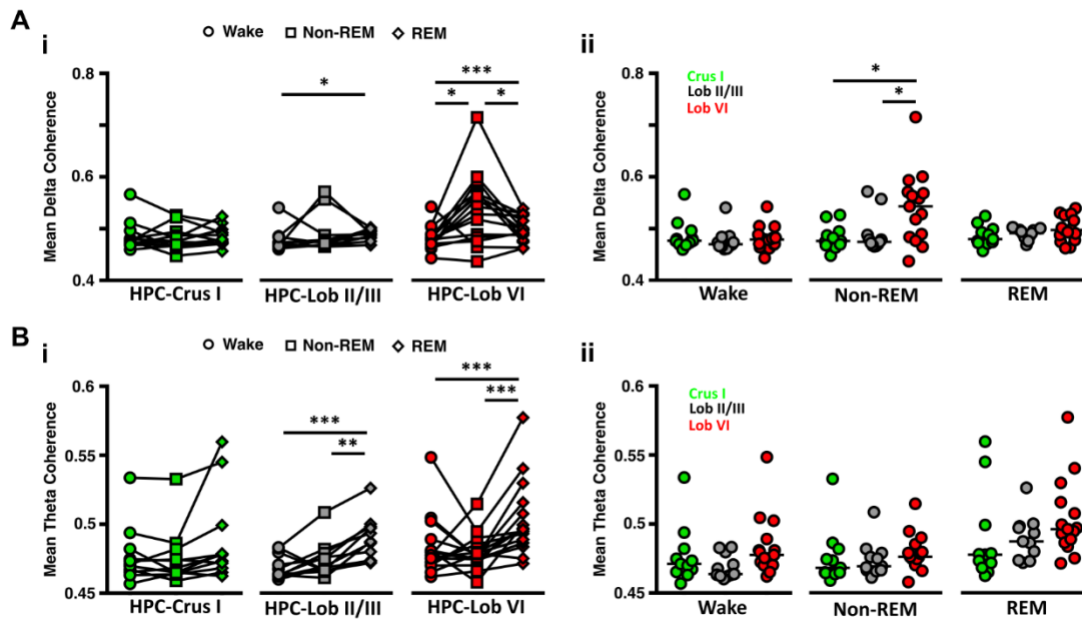 A
i
Wake Non-REM REM
***
* * *
Mean Delta Coherence
0.8
0.6
0.4
HPC-Crus I HPC-Lob II/III HPC-Lob VI
ii
Crus I
Lob II/III
Lob VI
*
*
Mean Delta Coherence
0.8
0.6
0.4
Wake Non-REM REM
B
i
Wake Non-REM REM
***
*** ***
**
Mean Theta Coherence
0.6
0.55
0.5
0.45
HPC-Crus I HPC-Lob II/III HPC-Lob VI
ii
Crus I
Lob II/III
Lob VI
Mean Theta Coherence
0.6
0.55
0.5
0.45
Wake Non-REM REM